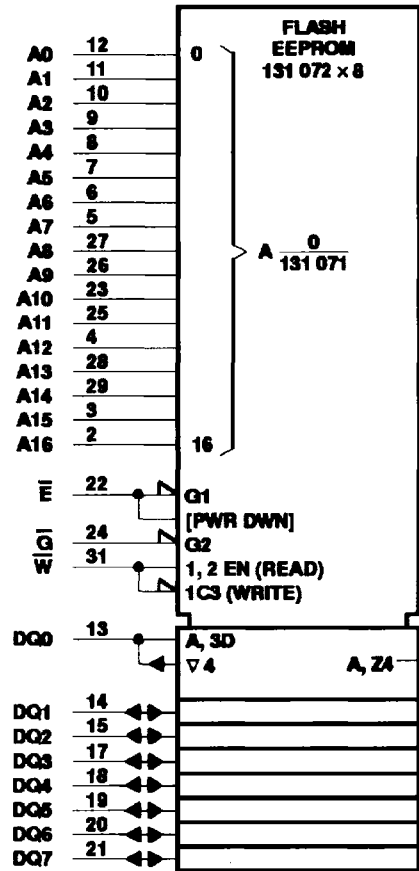 FLASH
EEPROM
131 072 × 8
A0 12 0
A1 11
A2 10
A3 9
A4 8
A5 7
A6 6
A7 5
A8 27
A 0
131 071
A9 26
A10 23
A11 25
A12 4
A13 28
A14 29
A15 3
A16 2 16
E̅ 22 G1
[PWR DWN]
G̅ 24 G2
W̅ 31 1, 2 EN (READ)
1C3 (WRITE)
DQ0 13 A, 3D
▽ 4 A, Z4
DQ1 14
DQ2 15
DQ3 17
DQ4 18
DQ5 19
DQ6 20
DQ7 21